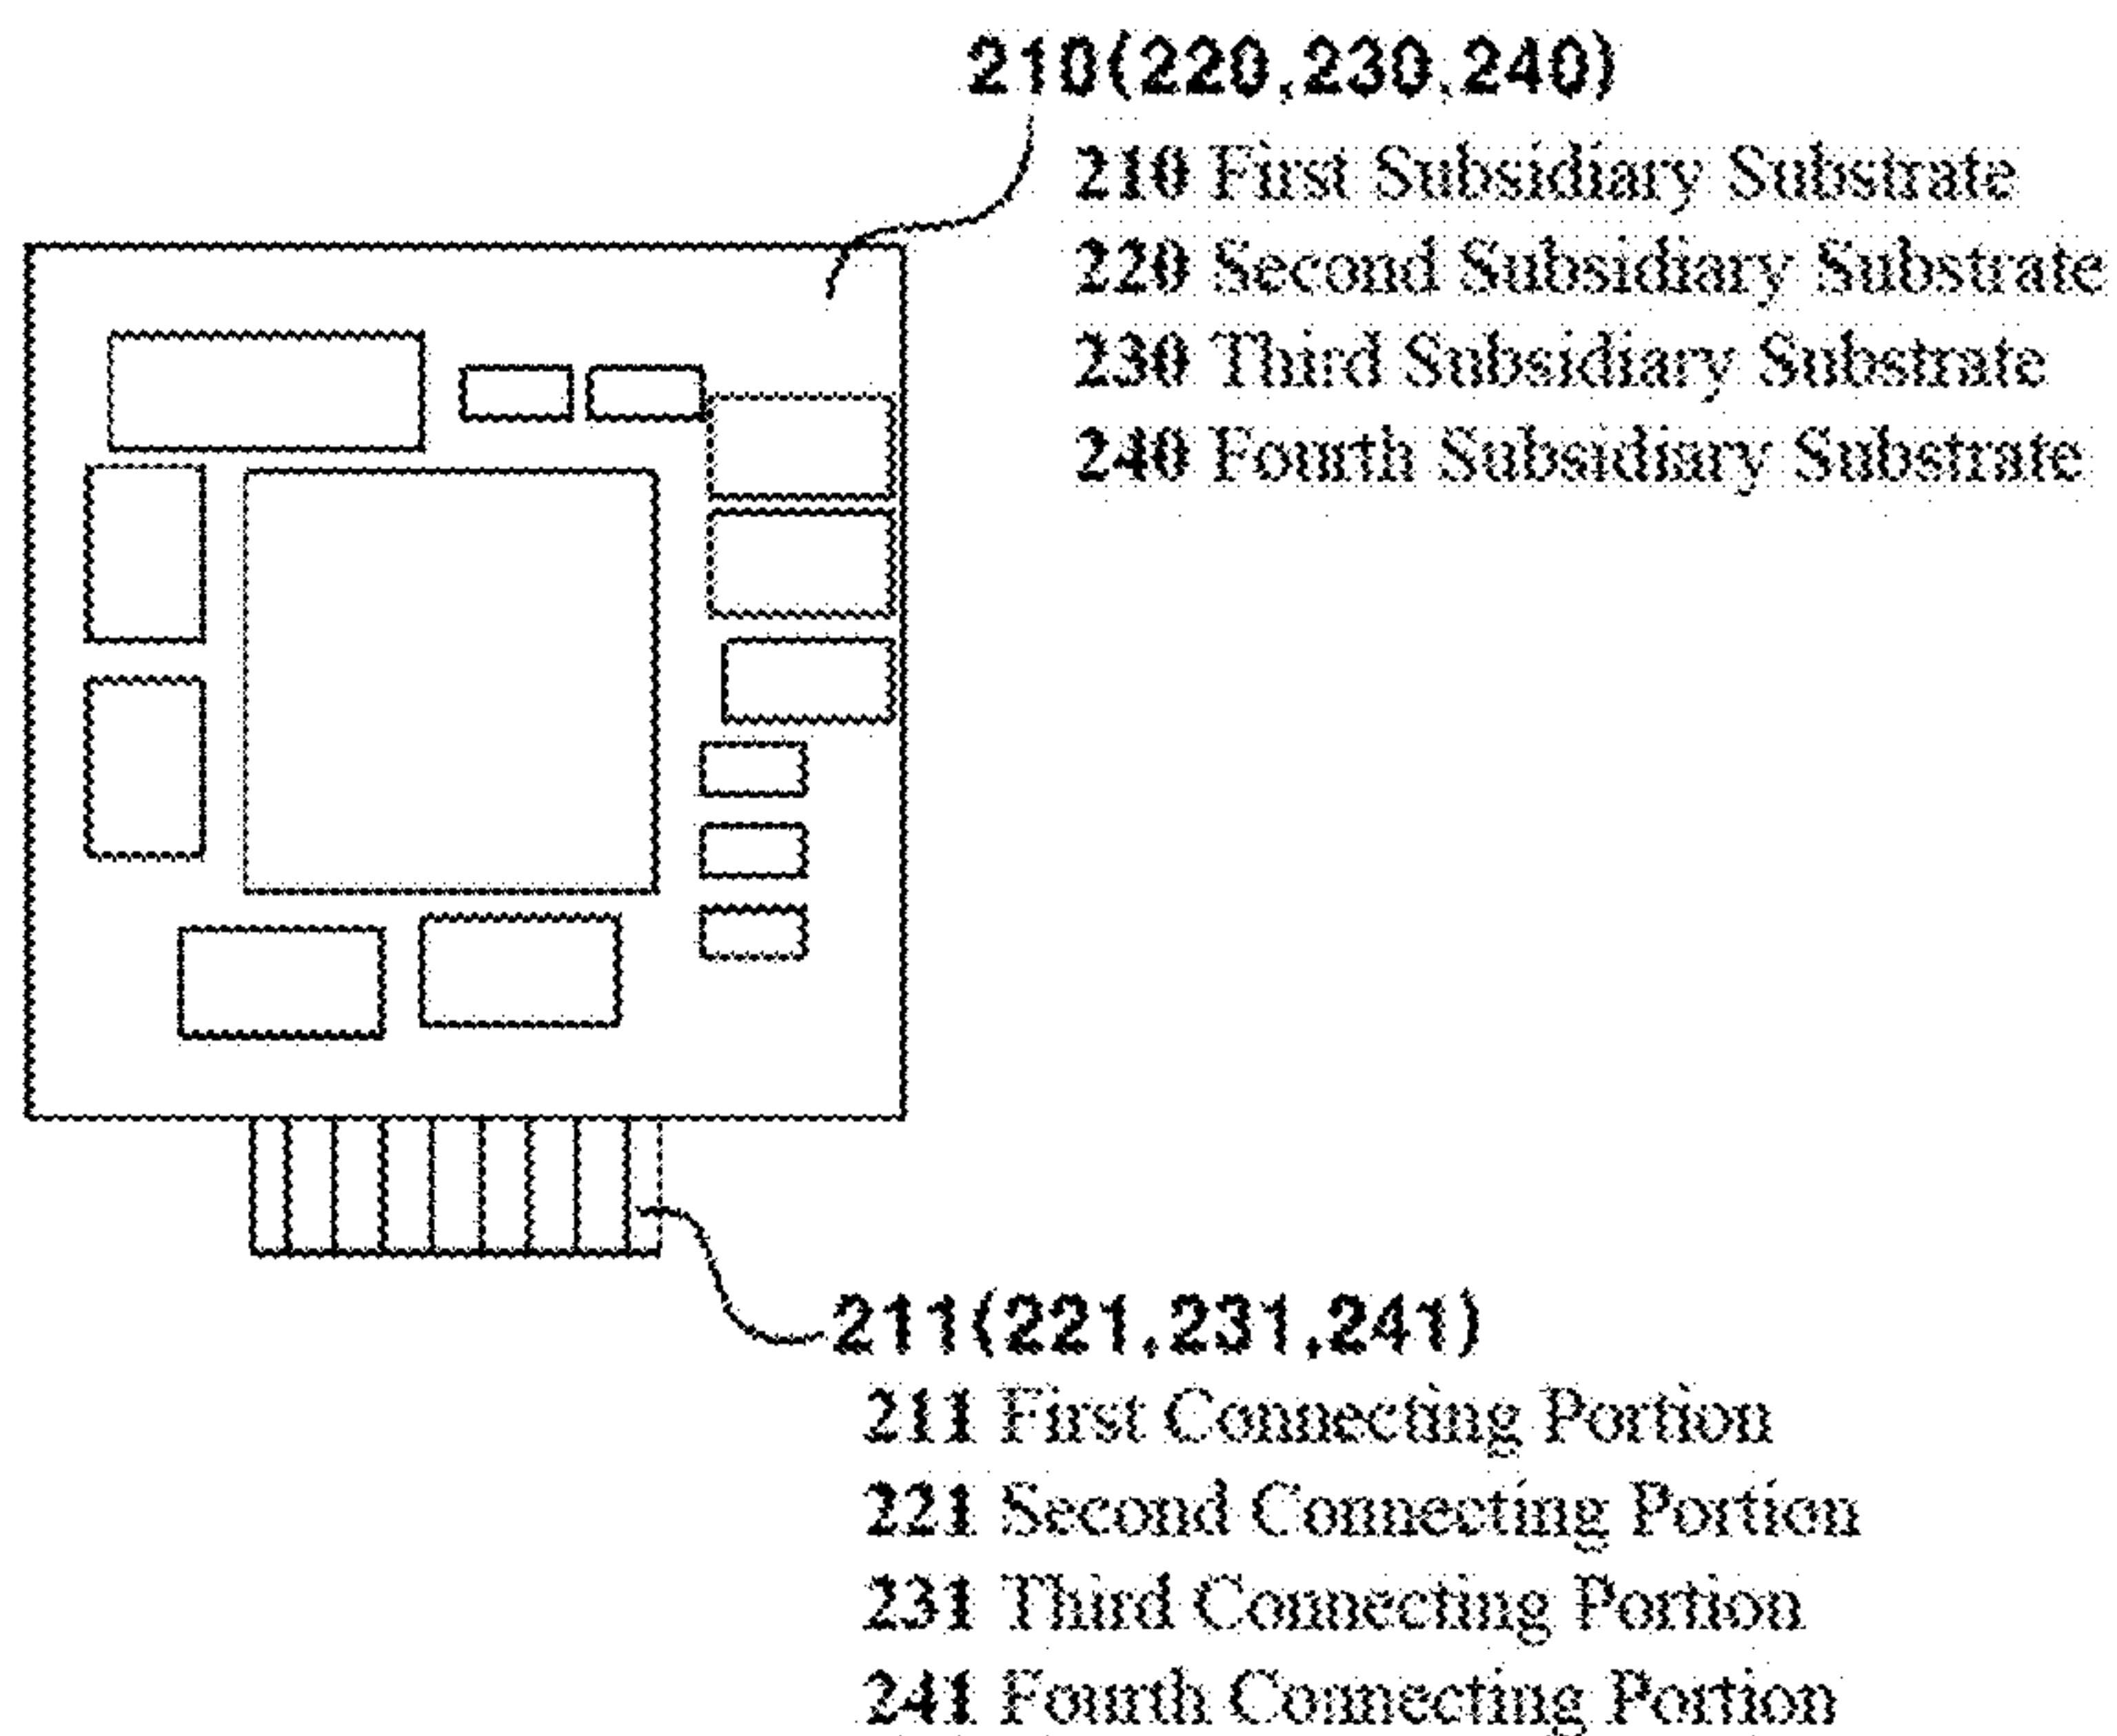 210(220,230,240)
210 First Subsidiary Substrate
220 Second Subsidiary Substrate
230 Third Subsidiary Substrate
240 Fourth Subsidiary Substrate
211(221,231,241)
211 First Connecting Portion
221 Second Connecting Portion
231 Third Connecting Portion
241 Fourth Connecting Portion